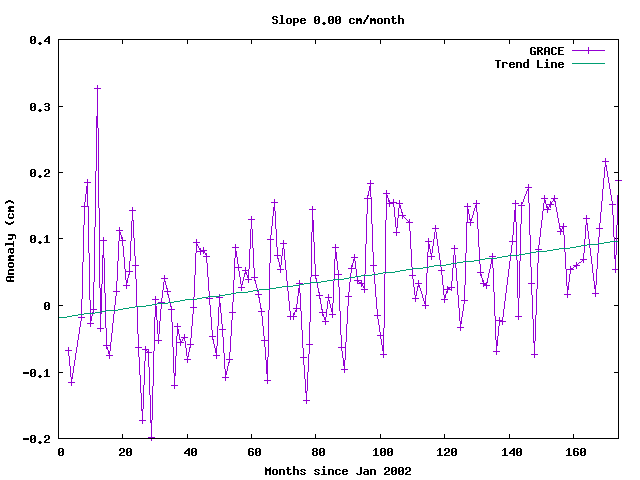 Slope 0.00 cm/month
0.4
GRACE
Trend Line
0.3
0.2
0.1
0
-0.1
-0.2
Anomaly (cm)
0 20 40 60 80 100 120 140 160
Months since Jan 2002